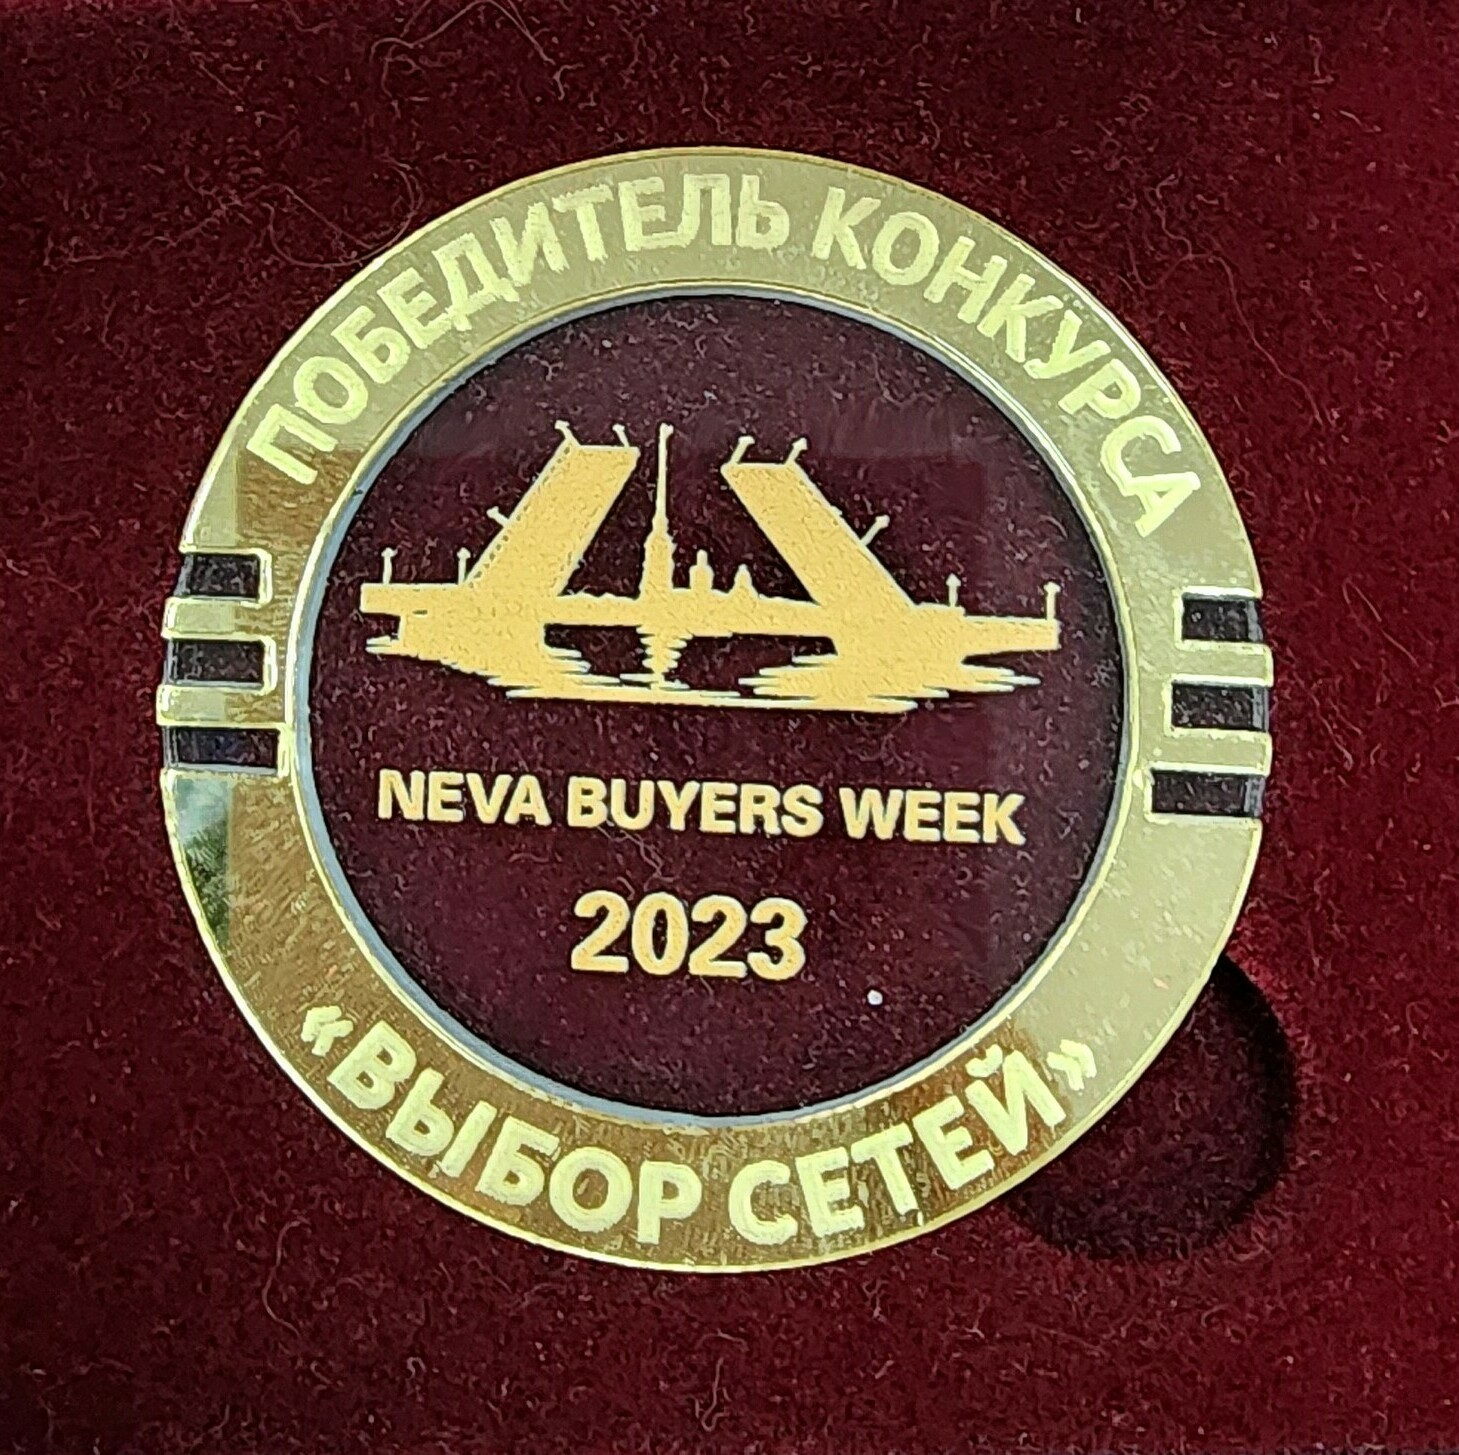 ПОБЕДИТЕЛЬ КОНКУРСА
NEVA BUYERS WEEK
2023
«ВЫБОР СЕТЕЙ»